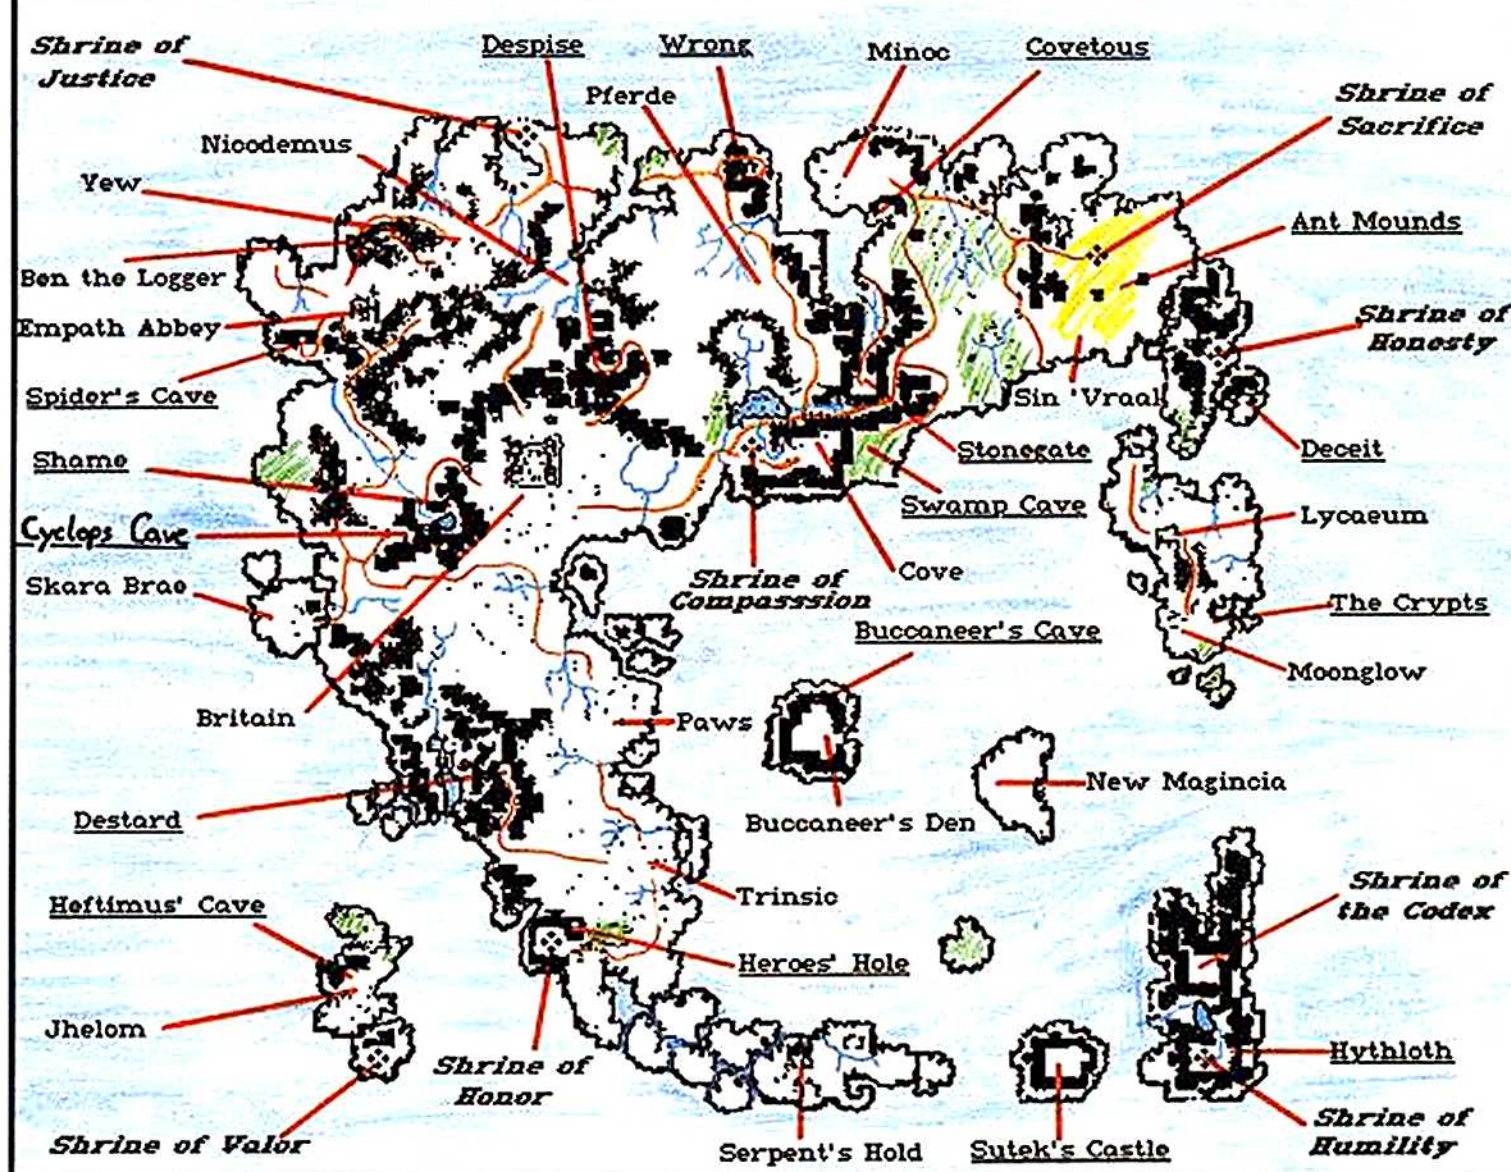 Shrine of
Justice
Despise
Wrong
Minoc
Covetous
Pferde
Shrine of
Sacrifice
Nicodemus
Yew
Ant Mounds
Ben the Logger
Empath Abbey
Shrine of
Honesty
Spider's Cave
Sin 'Vraal
Shame
Stonegate
Deceit
Swamp Cave
Lycaeum
Cyclops Cave
Skara Brae
Shrine of
Compasssion
Cove
The Crypts
Buccaneer's Cave
Moonglow
Britain
Paws
New Magincia
Destard
Buccaneer's Den
Trinsic
Shrine of
the Codex
Heftimus' Cave
Heroes' Hole
Jhelom
Shrine of
Honor
Hythloth
Shrine of Valor
Serpent's Hold
Sutek's Castle
Shrine of
Humility